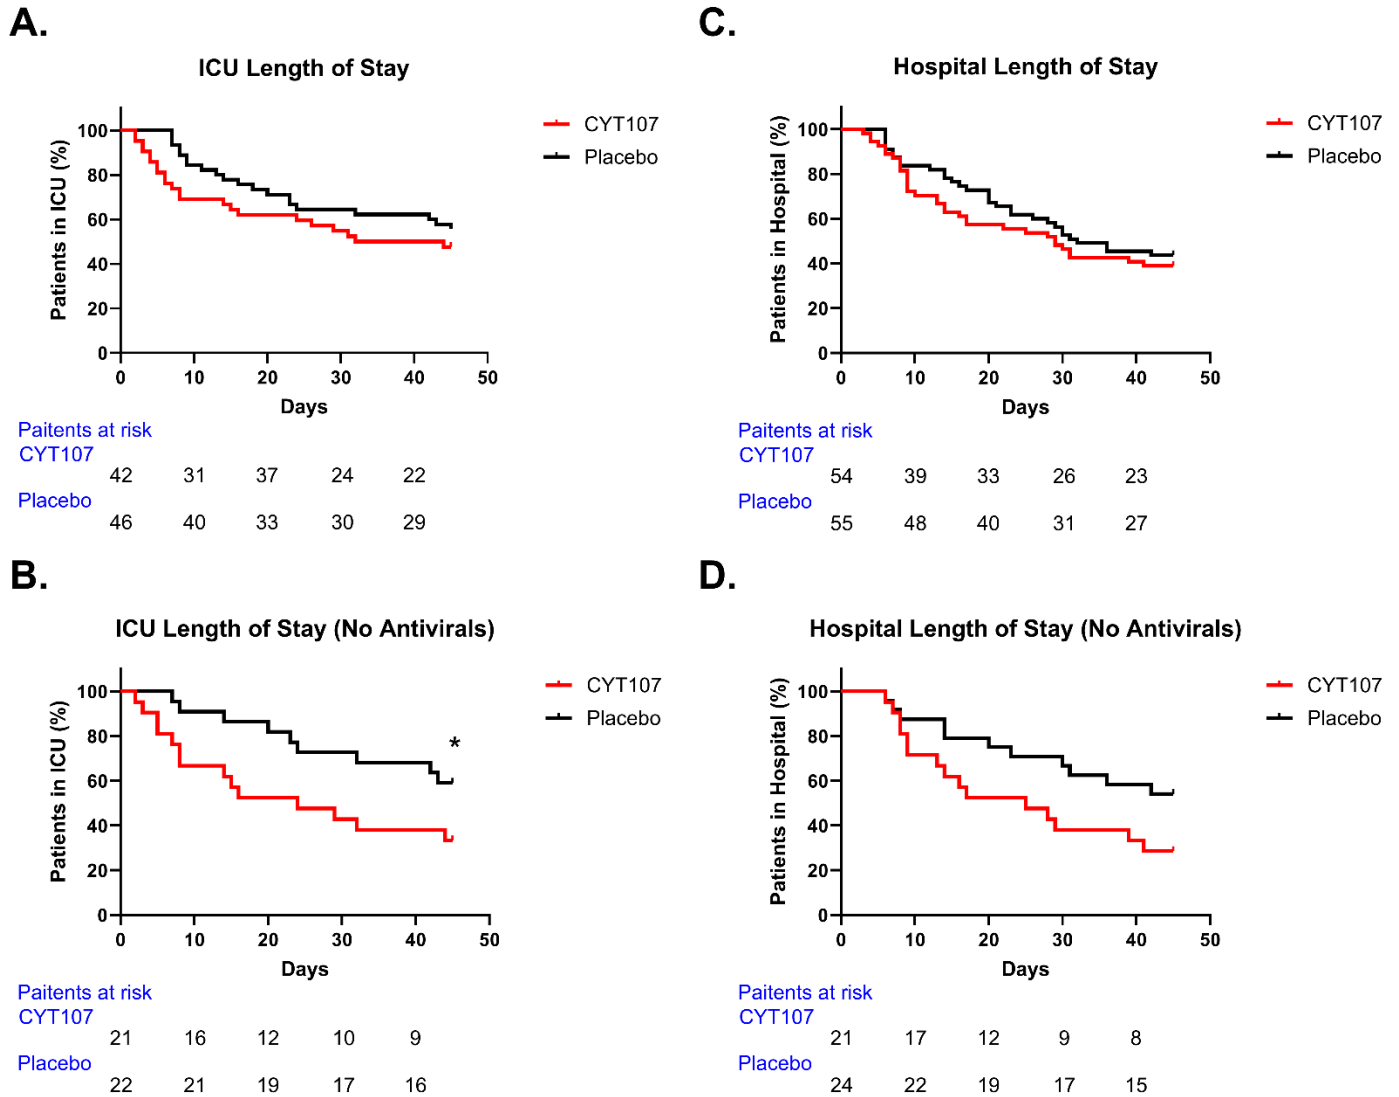 A.
ICU Length of Stay
Patients in ICU (%)
100
80
60
40
20
0
0 10 20 30 40 50
Days
CYT107
Placebo
Paitents at risk
CYT107
42 31 37 24 22
Placebo
46 40 33 30 29
C.
Hospital Length of Stay
Patients in Hospital (%)
100
80
60
40
20
0
0 10 20 30 40 50
Days
CYT107
Placebo
Paitents at risk
CYT107
54 39 33 26 23
Placebo
55 48 40 31 27
B.
ICU Length of Stay (No Antivirals)
Patients in ICU (%)
100
80
60
40
20
0
0 10 20 30 40 50
Days
CYT107
Placebo
*
Paitents at risk
CYT107
21 16 12 10 9
Placebo
22 21 19 17 16
D.
Hospital Length of Stay (No Antivirals)
Patients in Hospital (%)
100
80
60
40
20
0
0 10 20 30 40 50
Days
CYT107
Placebo
Paitents at risk
CYT107
21 17 12 9 8
Placebo
24 22 19 17 15